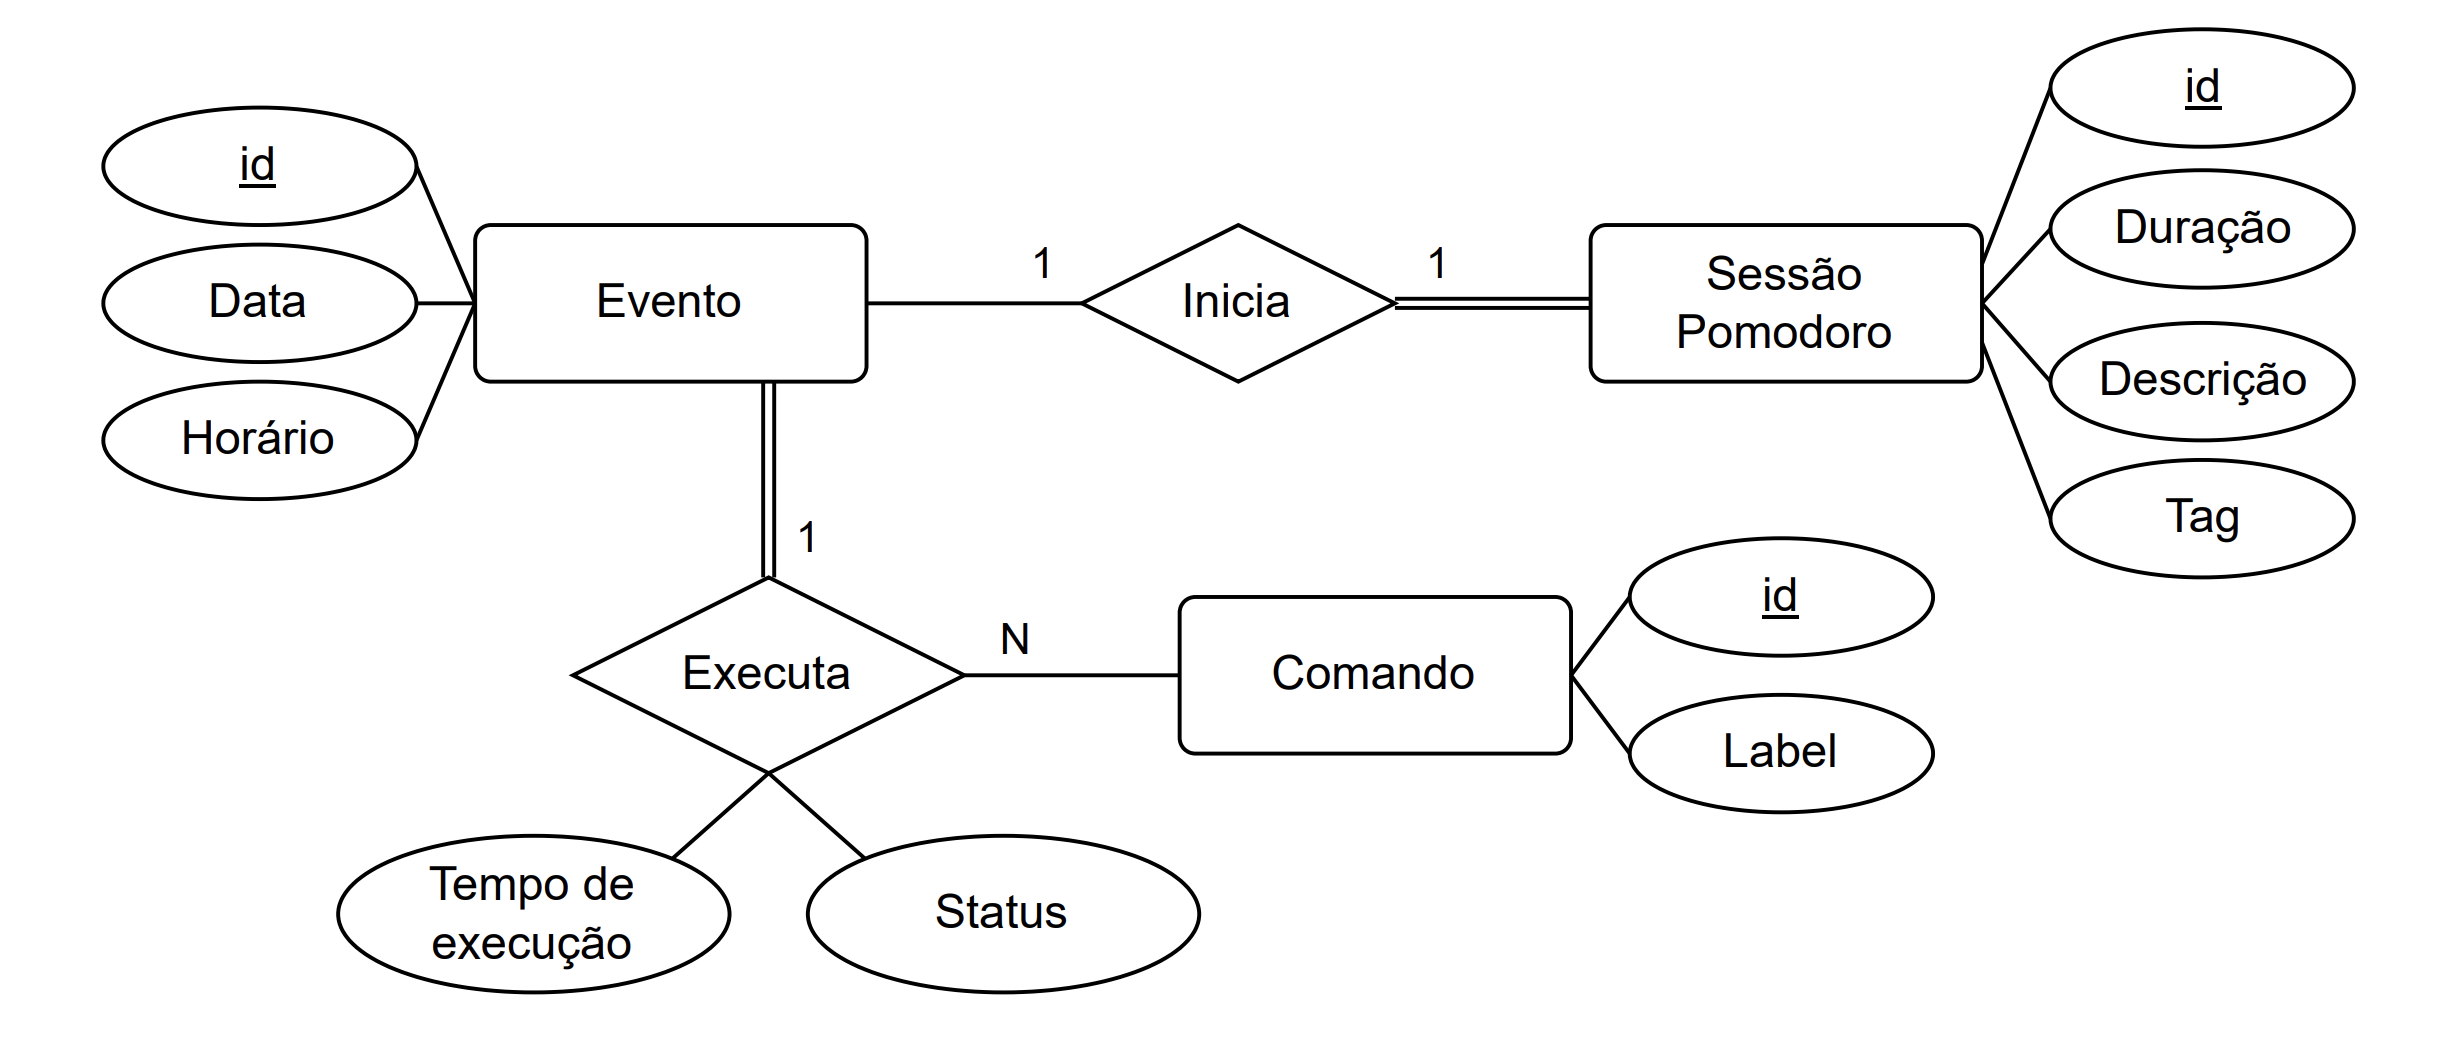 id
Data
Horário
Evento
1
Inicia
1
Sessão
Pomodoro
id
Duração
Descrição
Tag
1
Executa
N
Comando
id
Label
Tempo de
execução
Status